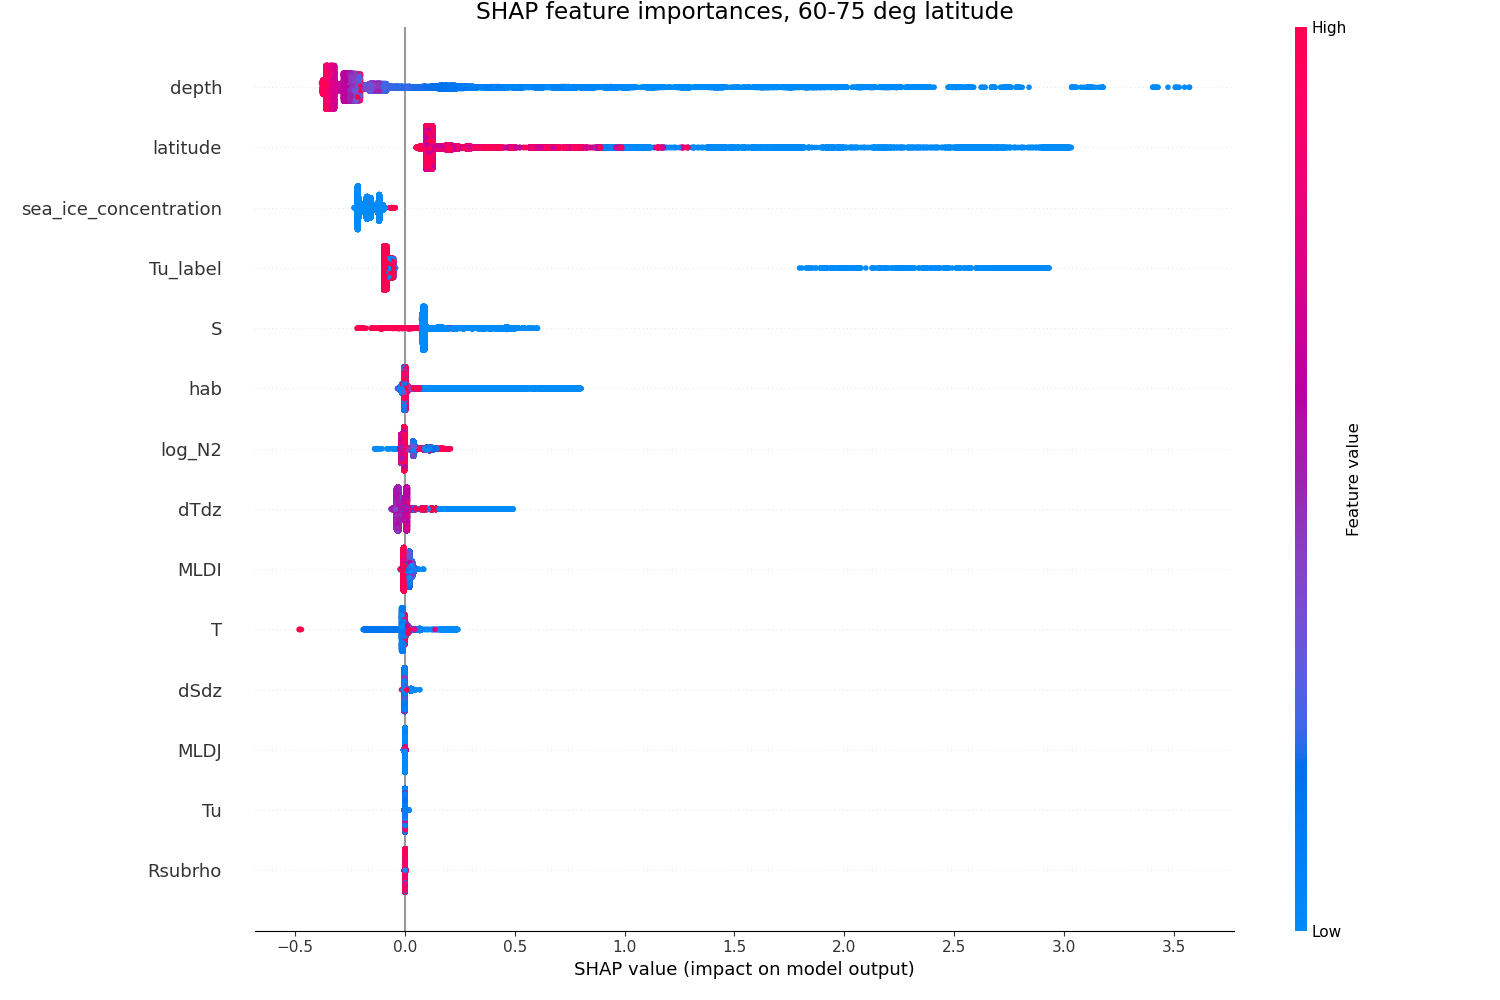 SHAP feature importances, 60-75 deg latitude
High
depth
latitude
sea_ice_concentration
Tu_label
S
hab
log_N2
dTdz
MLDI
T
dSdz
MLDJ
Tu
Rsubrho
Feature value
Low
−0.5 0.0 0.5 1.0 1.5 2.0 2.5 3.0 3.5
SHAP value (impact on model output)